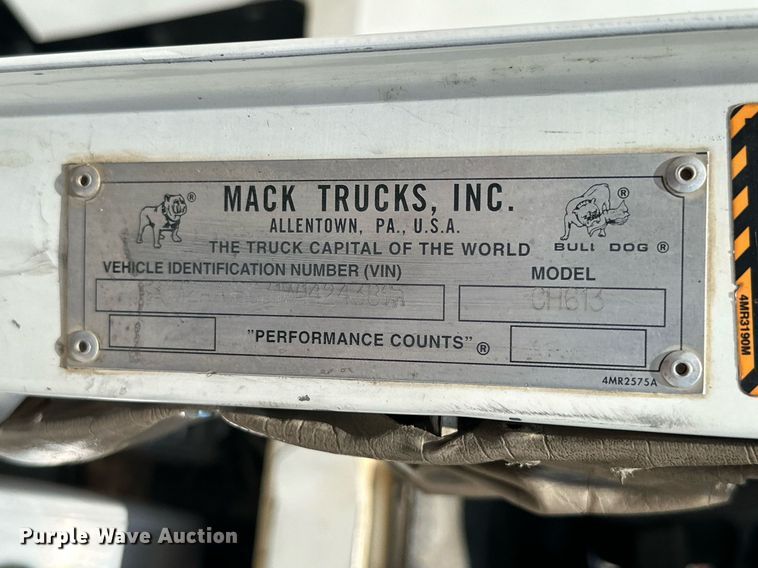 MACK TRUCKS, INC.
ALLENTOWN, PA., U.S.A.
THE TRUCK CAPITAL OF THE WORLD
® BULL DOG ®
VEHICLE IDENTIFICATION NUMBER (VIN) MODEL
CH613
"PERFORMANCE COUNTS"®
4MR2575A
4MR3190M
Purple Wave Auction®